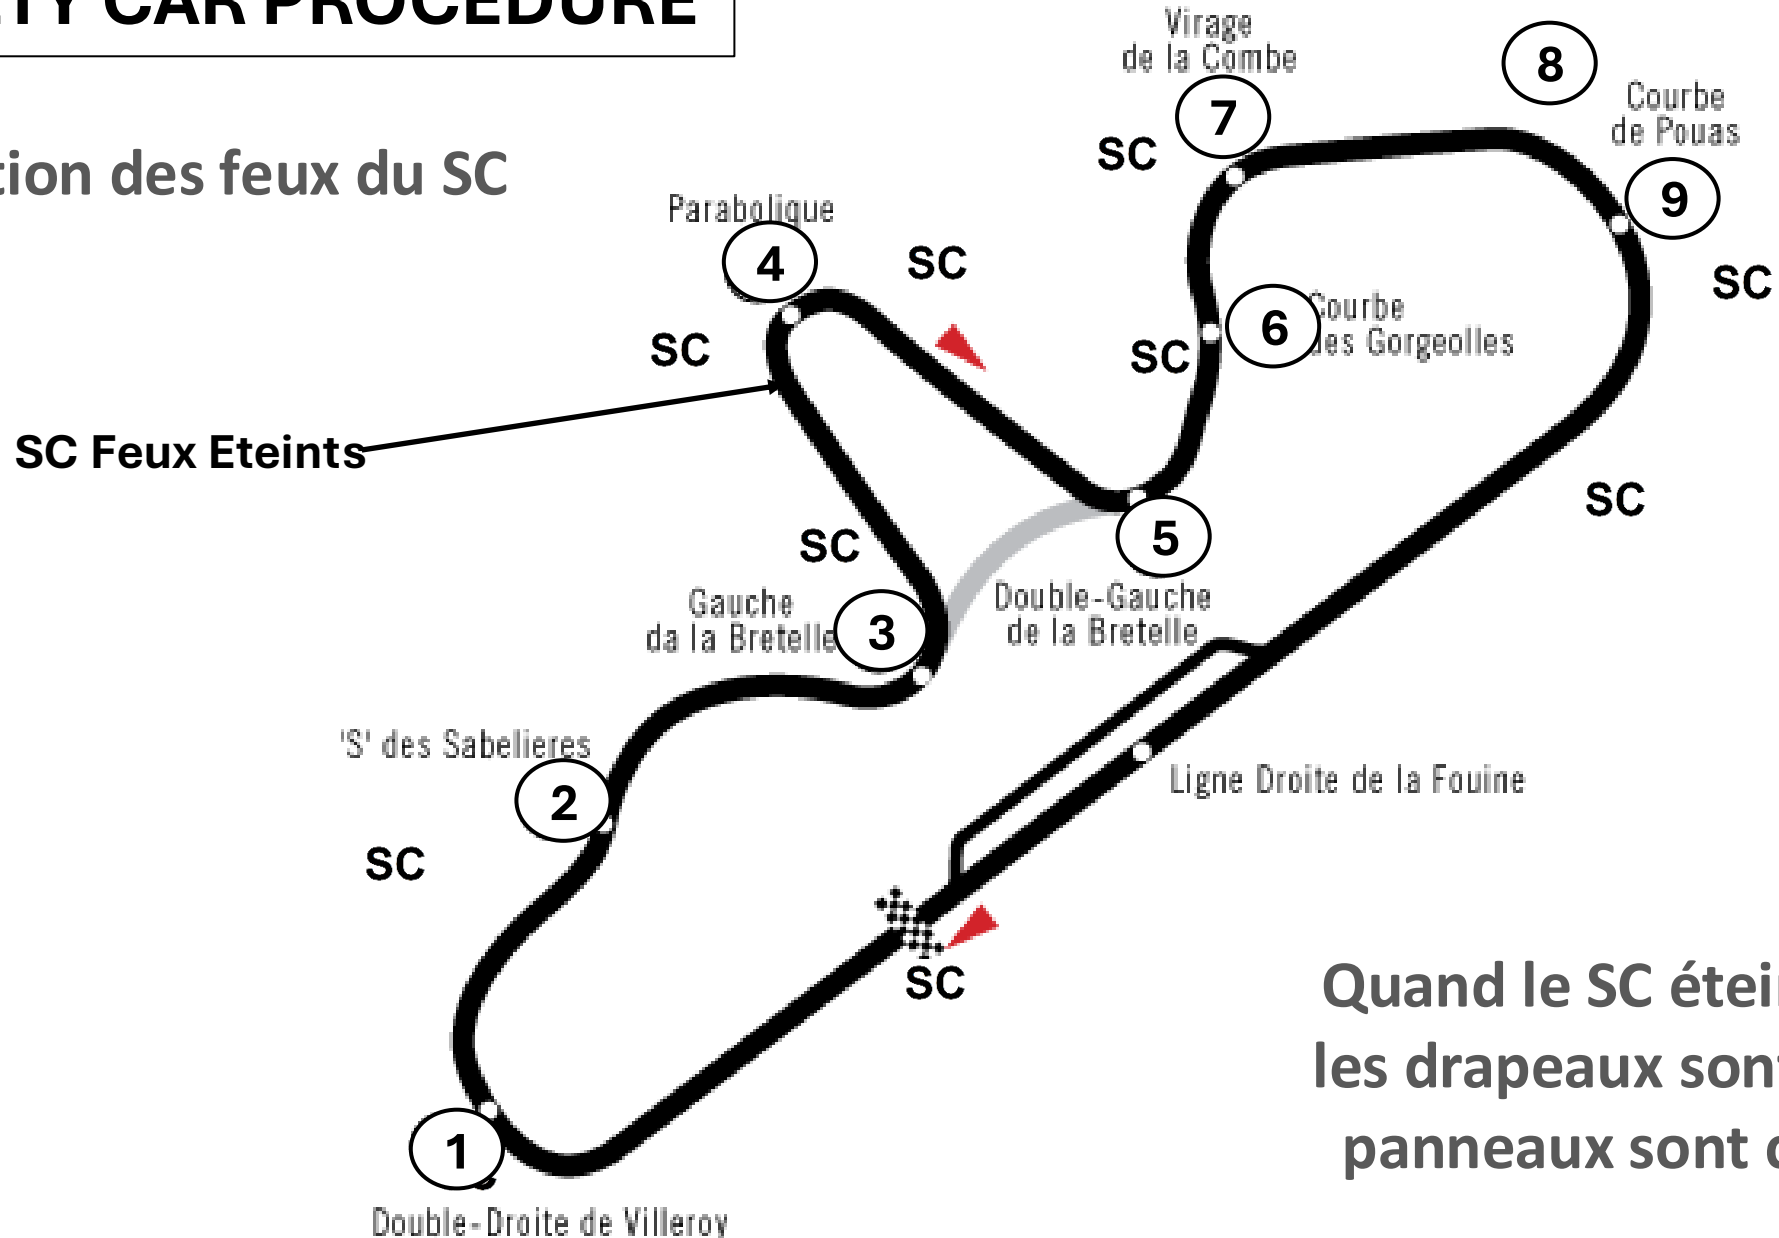 TY CAR PROCEDURE
tion des feux du SC
Virage
de la Combe
7
8
Courbe
de Pouas
9
SC
SC
Parabolique
4
SC
SC
6
Courbe
des Gorgeolles
SC
SC Feux Eteints
SC
SC
5
Double-Gauche
de la Bretelle
Gauche
da la Bretelle
3
'S' des Sabelieres
2
SC
Ligne Droite de la Fouine
SC
Quand le SC étei
les drapeaux son
panneaux sont
1
Double-Droite de Villeroy